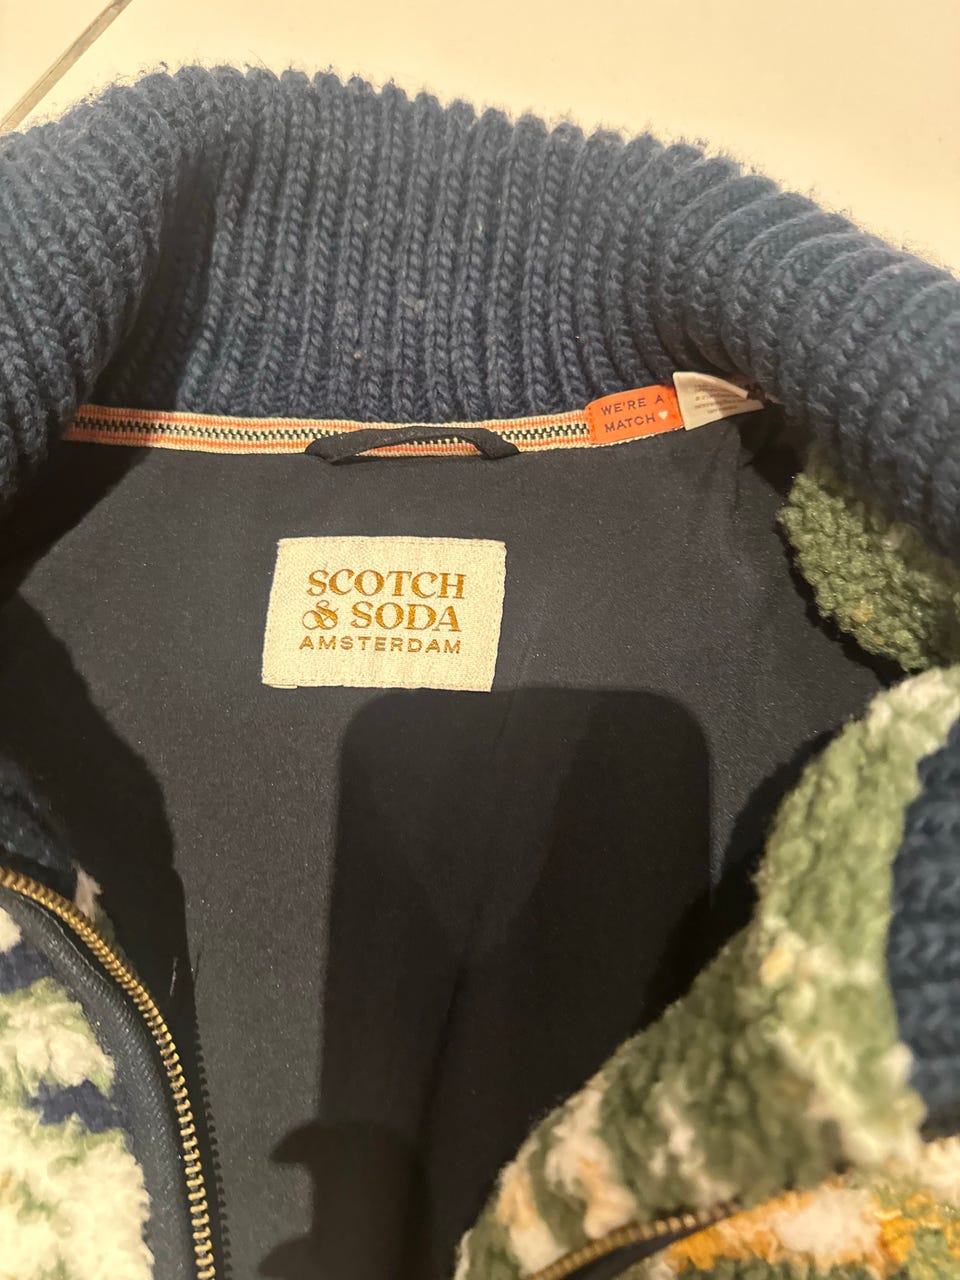 WE'RE A
MATCH
SCOTCH
& SODA
AMSTERDAM